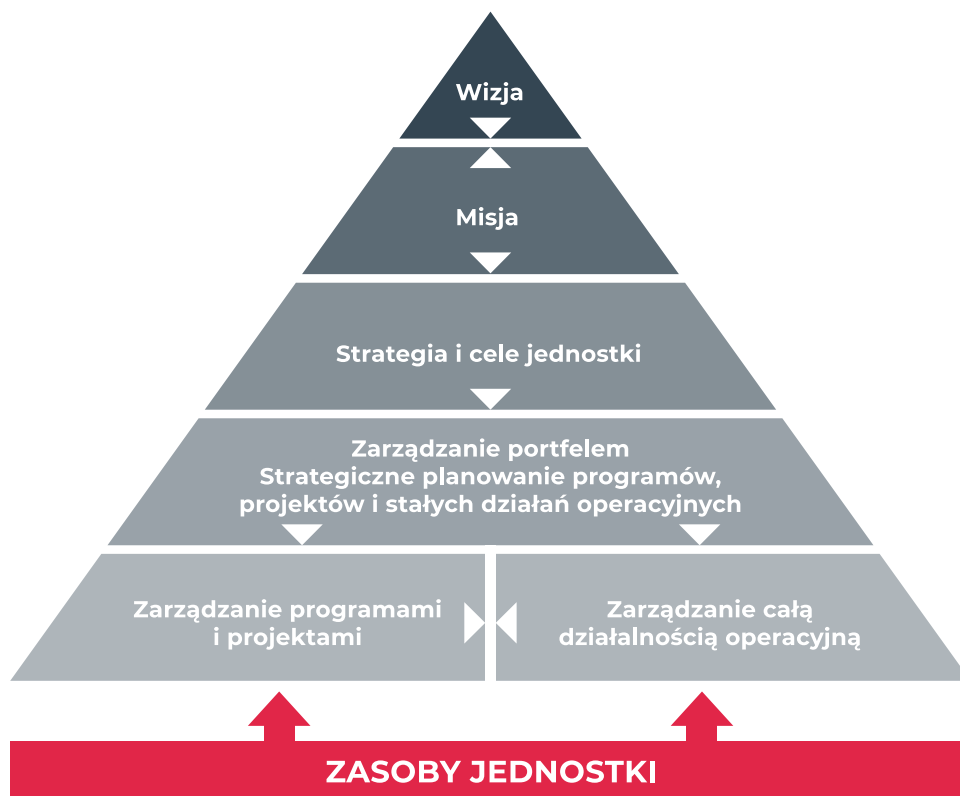 Wizja
Misja
Strategia i cele jednostki
Zarządzanie portfelem
Strategiczne planowanie programów,
projektów i stałych działań operacyjnych
Zarządzanie programami
i projektami
Zarządzanie całą
działalnością operacyjną
ZASOBY JEDNOSTKI